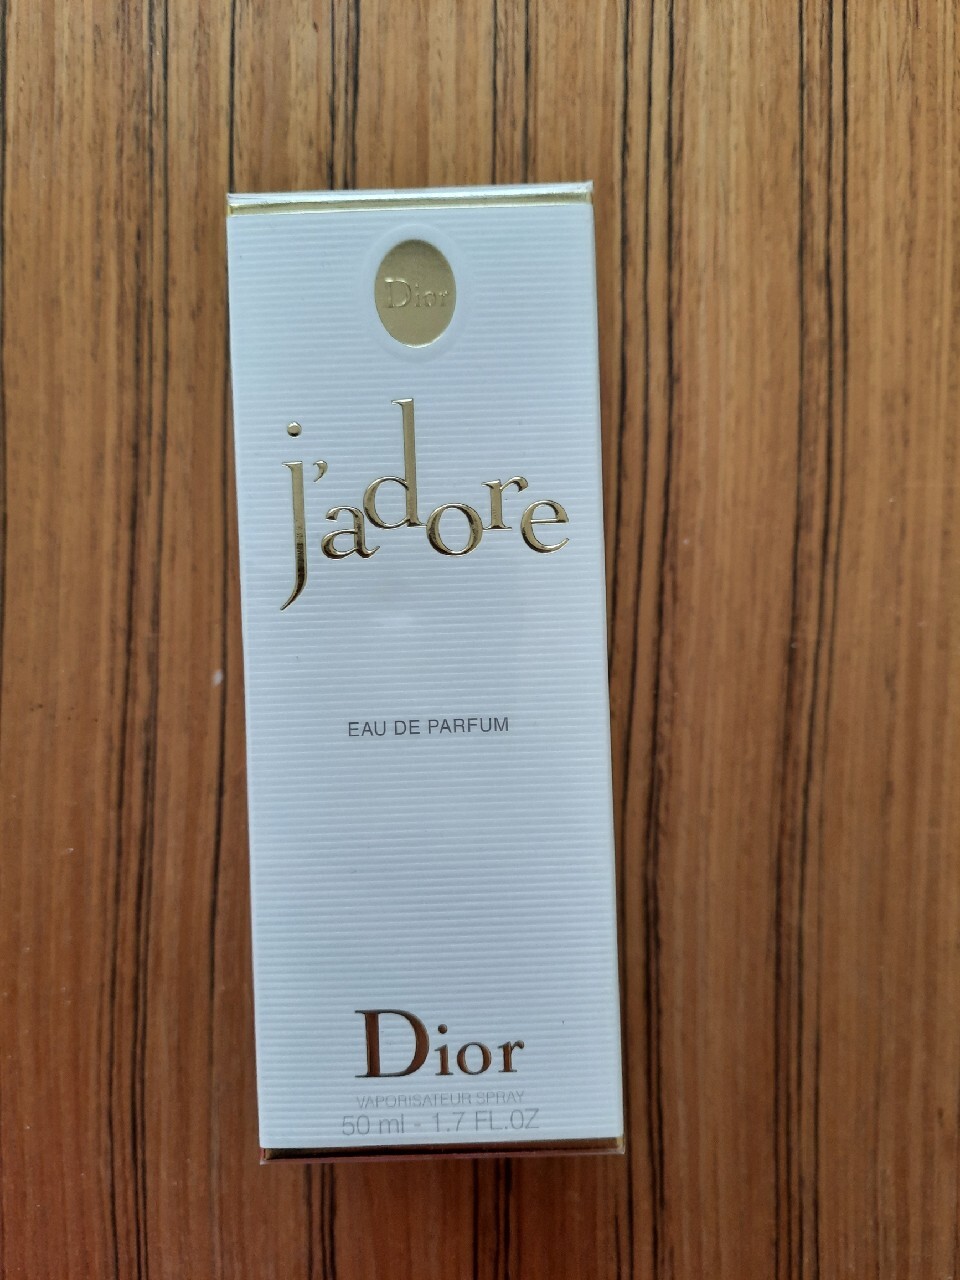 Dior
j'adore
EAU DE PARFUM
Dior
VAPORISATEUR SPRAY
50 ml - 1.7 FL.OZ